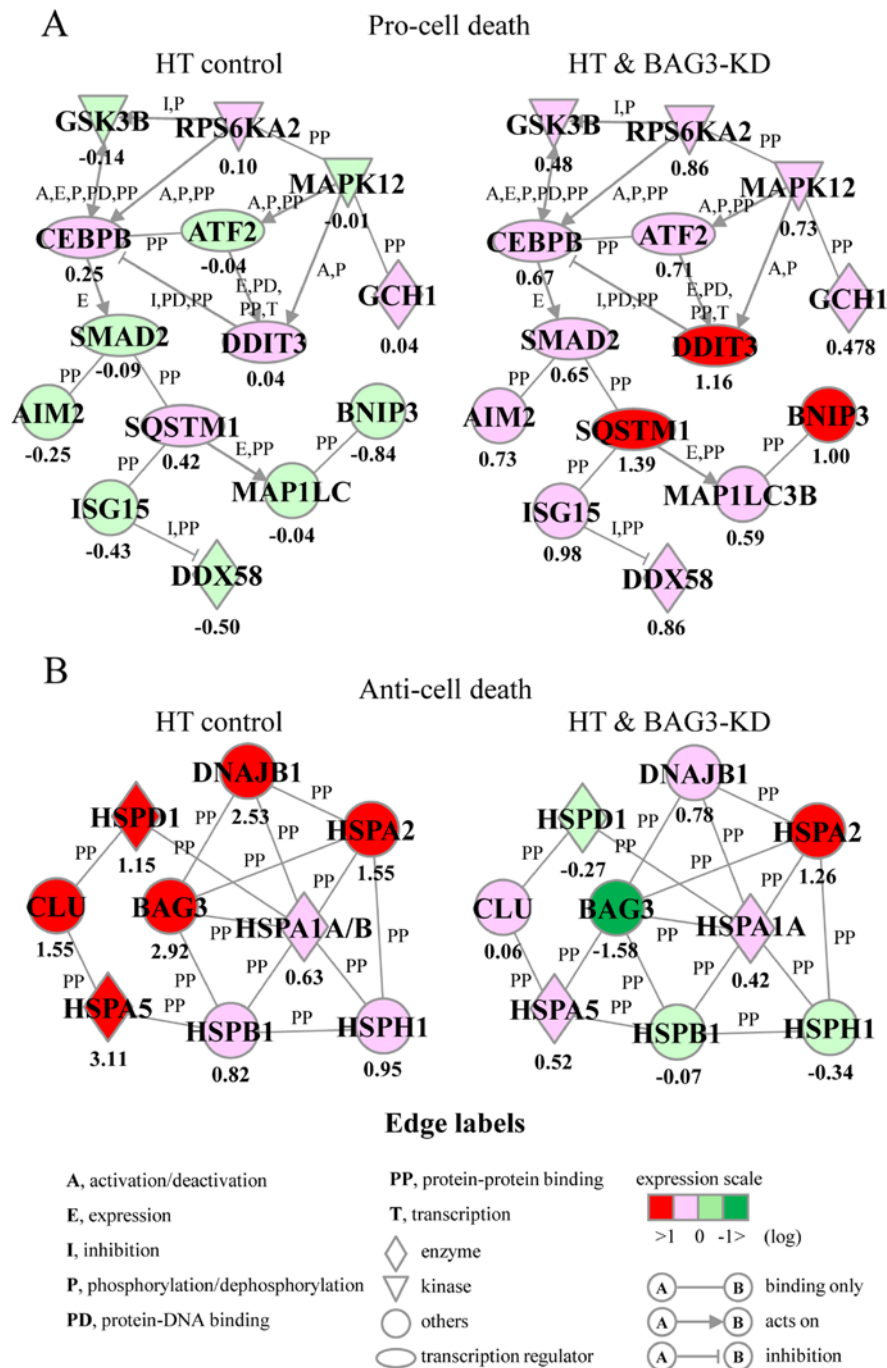 A
Pro-cell death
HT control
HT & BAG3-KD
GSK3B
-0.14
I,P
RPS6KA2
0.10
PP
MAPK12
-0.01
A,E,P,PD,PP
A,P,PP
A,P,PP
CEBPB
0.25
PP
ATF2
-0.04
PP
A,P
GCH1
0.04
E
I,PD,PP
E,PD,
PP,T
SMAD2
-0.09
DDIT3
0.04
PP
PP
AIM2
-0.25
SQSTM1
0.42
BNIP3
-0.84
PP
E,PP
PP
ISG15
-0.43
MAP1LC
-0.04
I,PP
DDX58
-0.50
GSK3B
0.48
I,P
RPS6KA2
0.86
PP
MAPK12
0.73
A,E,P,PD,PP
A,P,PP
A,P,PP
CEBPB
0.67
PP
ATF2
0.71
PP
A,P
GCH1
0.478
E
I,PD,PP
E,PD,
PP,T
SMAD2
0.65
DDIT3
1.16
PP
PP
AIM2
0.73
SQSTM1
1.39
BNIP3
1.00
PP
E,PP
PP
ISG15
0.98
MAP1LC3B
0.59
I,PP
DDX58
0.86
B
Anti-cell death
HT control
HT & BAG3-KD
DNAJB1
2.53
PP
HSPD1
1.15
PP
PP
HSPA2
1.55
PP
PP
PP
PP
CLU
1.55
BAG3
2.92
PP
HSPA1A/B
0.63
PP
PP
PP
PP
PP
HSPA5
3.11
PP
HSPB1
0.82
PP
HSPH1
0.95
DNAJB1
0.78
PP
HSPD1
-0.27
PP
PP
HSPA2
1.26
PP
PP
PP
PP
CLU
0.06
BAG3
-1.58
PP
HSPA1A
0.42
PP
PP
PP
PP
PP
HSPA5
0.52
PP
HSPB1
-0.07
PP
HSPH1
-0.34
Edge labels
A, activation/deactivation
E, expression
I, inhibition
P, phosphorylation/dephosphorylation
PD, protein-DNA binding
PP, protein-protein binding
T, transcription
enzyme
kinase
others
transcription regulator
expression scale
>1 0 -1> (log)
A B binding only
A B acts on
A B inhibition